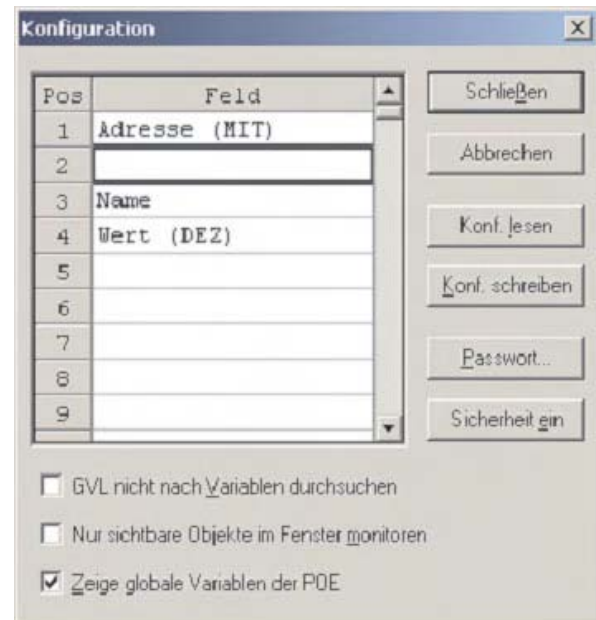 Konfiguration
Pos Feld
1 Adresse (MIT)
2
3 Name
4 Wert (DEZ)
5
6
7
8
9
Schließen
Abbrechen
Konf. lesen
Konf. schreiben
Passwort...
Sicherheit ein
GVL nicht nach Variablen durchsuchen
Nur sichtbare Objekte im Fenster monitoren
Zeige globale Variablen der POE